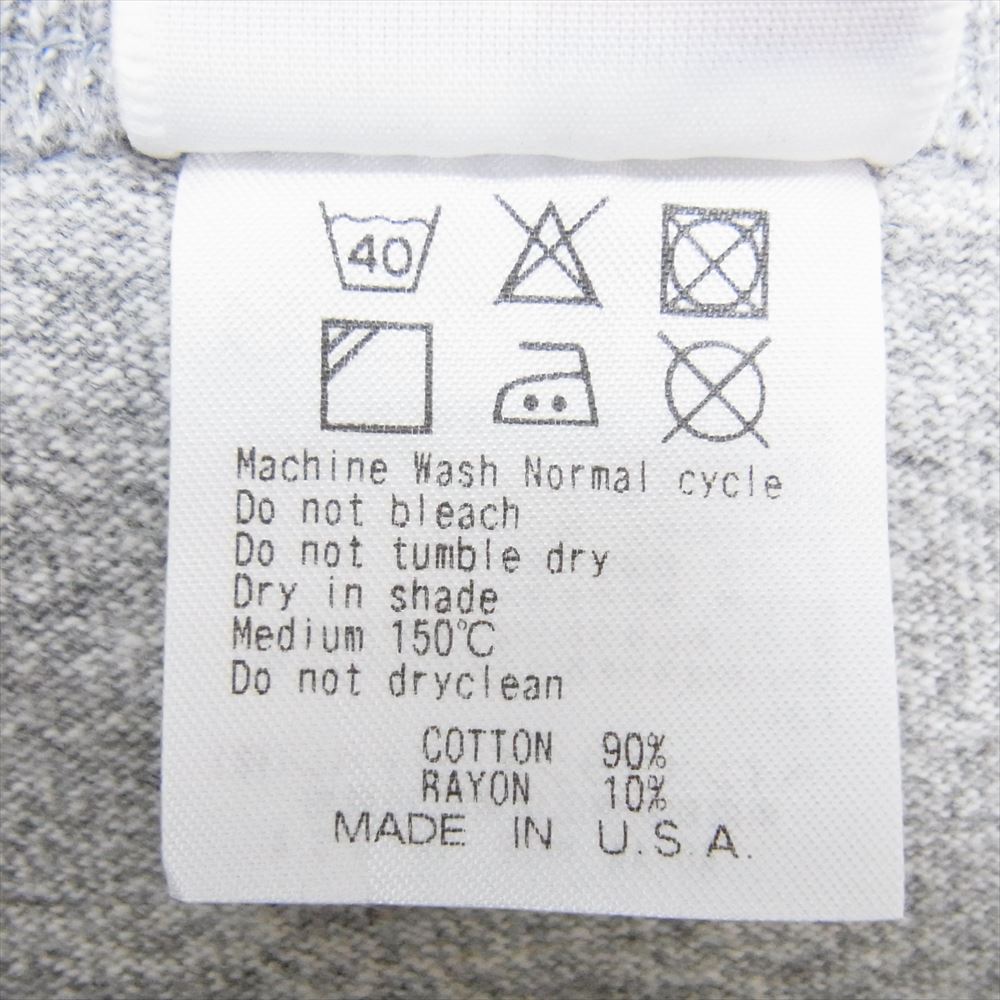 40
Machine Wash Normal cycle
Do not bleach
Do not tumble dry
Dry in shade
Medium 150℃
Do not dryclean
COTTON 90%
RAYON 10%
MADE IN U.S.A.